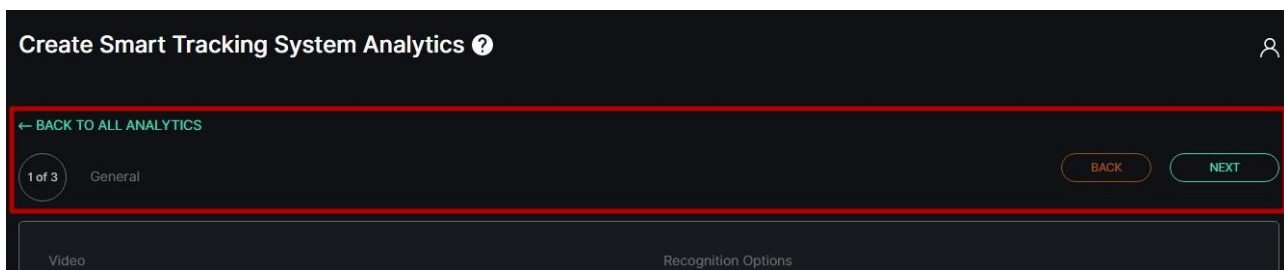 Create Smart Tracking System Analytics ?
← BACK TO ALL ANALYTICS
1 of 3 General BACK NEXT
Video Recognition Options